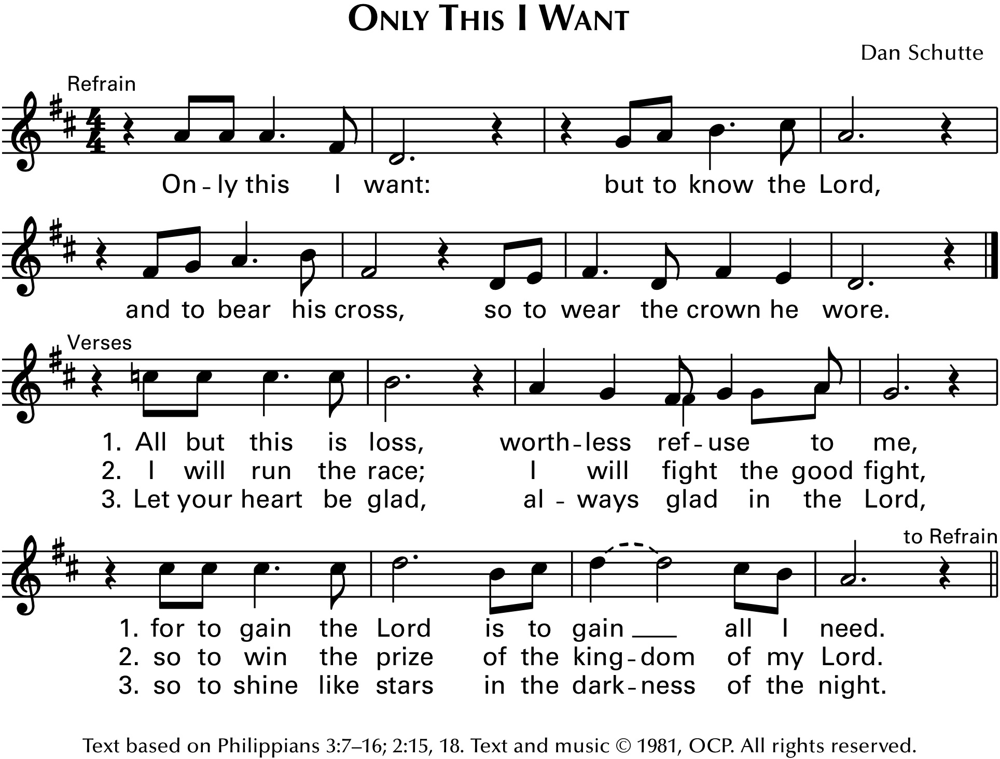 ONLY THIS I WANT
Dan Schutte
Refrain
On - ly this I want: but to know the Lord,
and to bear his cross, so to wear the crown he wore.
Verses
1. All but this is loss, worth - less ref - use to me,
2. I will run the race; I will fight the good fight,
3. Let your heart be glad, al - ways glad in the Lord,
to Refrain
1. for to gain the Lord is to gain ___ all I need.
2. so to win the prize of the king - dom of my Lord.
3. so to shine like stars in the dark - ness of the night.
Text based on Philippians 3:7–16; 2:15, 18. Text and music © 1981, OCP. All rights reserved.